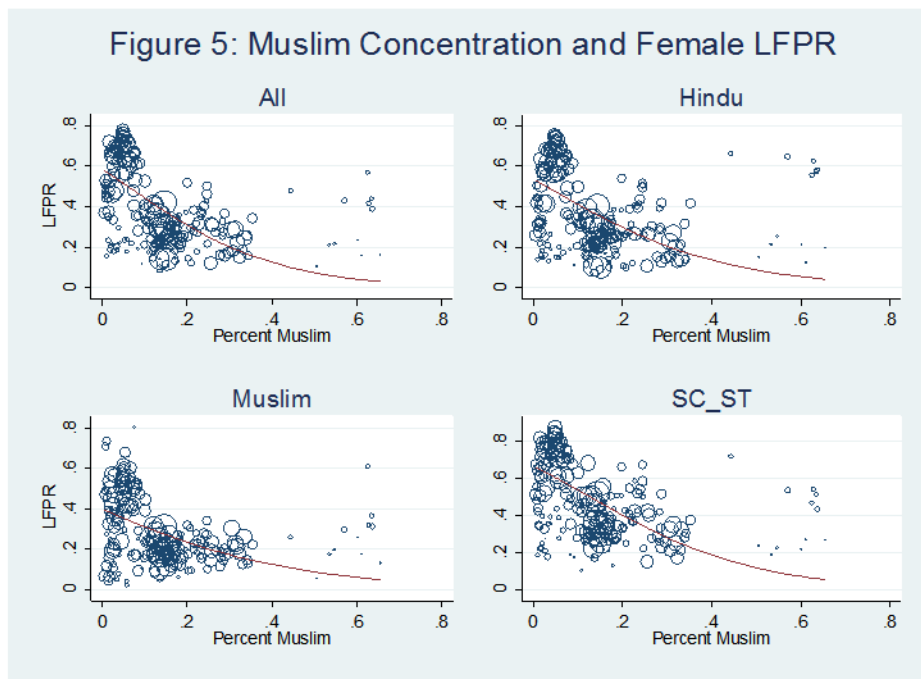 Figure 5: Muslim Concentration and Female LFPR
All
LFPR
.8
.6
.4
.2
0
0 .2 .4 .6 .8
Percent Muslim
Hindu
.8
.6
.4
.2
0
0 .2 .4 .6 .8
Percent Muslim
Muslim
LFPR
.8
.6
.4
.2
0
0 .2 .4 .6 .8
Percent Muslim
SC_ST
.8
.6
.4
.2
0
0 .2 .4 .6 .8
Percent Muslim